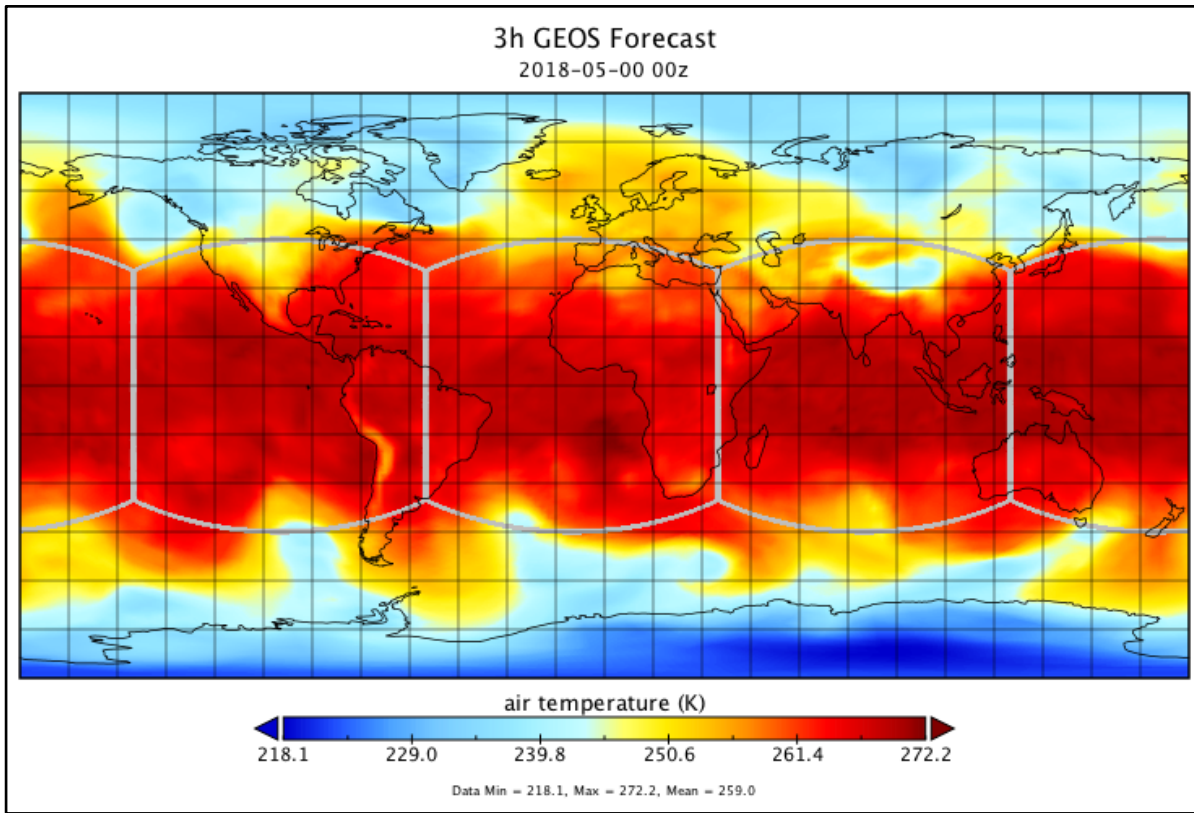 3h GEOS Forecast
2018-05-00 00z
air temperature (K)
218.1 229.0 239.8 250.6 261.4 272.2
Data Min = 218.1, Max = 272.2, Mean = 259.0